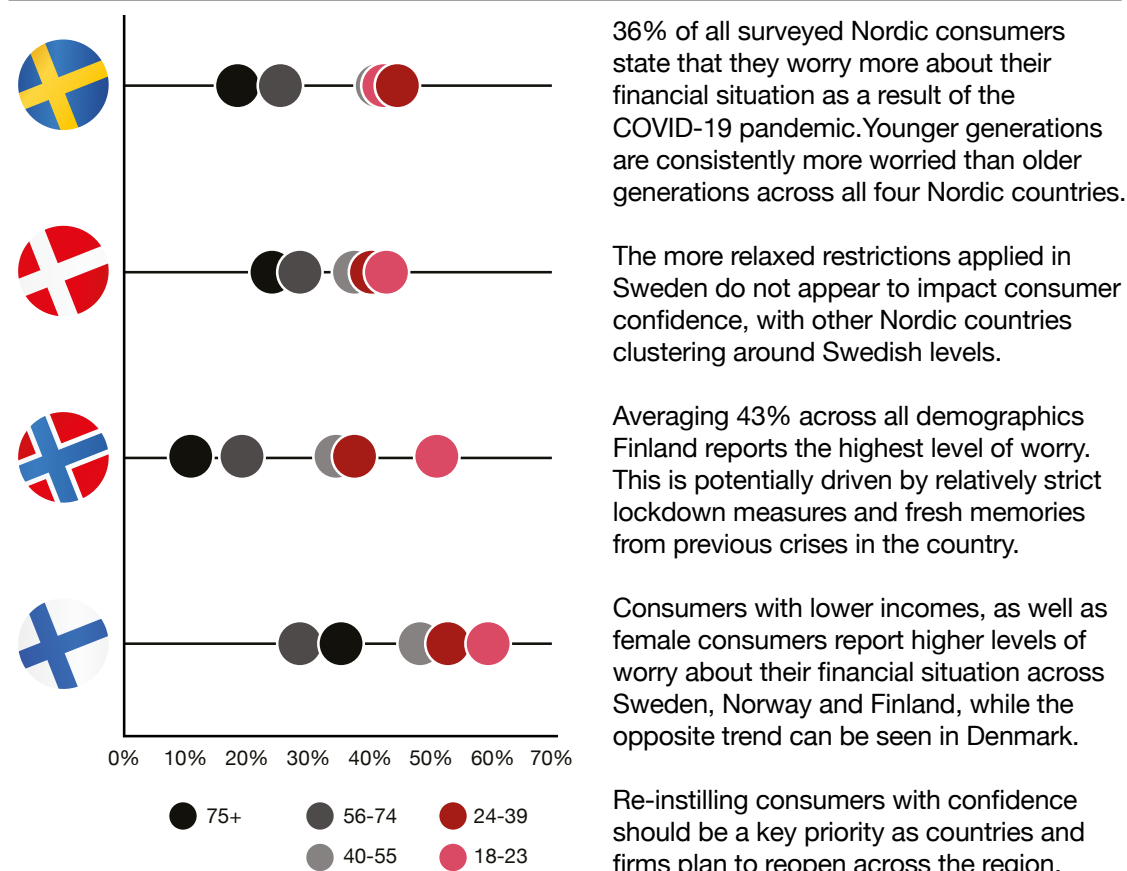 36% of all surveyed Nordic consumers
state that they worry more about their
financial situation as a result of the
COVID-19 pandemic.Younger generations
are consistently more worried than older
generations across all four Nordic countries.
The more relaxed restrictions applied in
Sweden do not appear to impact consumer
confidence, with other Nordic countries
clustering around Swedish levels.
Averaging 43% across all demographics
Finland reports the highest level of worry.
This is potentially driven by relatively strict
lockdown measures and fresh memories
from previous crises in the country.
Consumers with lower incomes, as well as
female consumers report higher levels of
worry about their financial situation across
Sweden, Norway and Finland, while the
opposite trend can be seen in Denmark.
Re-instilling consumers with confidence
should be a key priority as countries and
firms plan to reopen across the region.
0% 10% 20% 30% 40% 50% 60% 70%
75+ 56-74 24-39
40-55 18-23